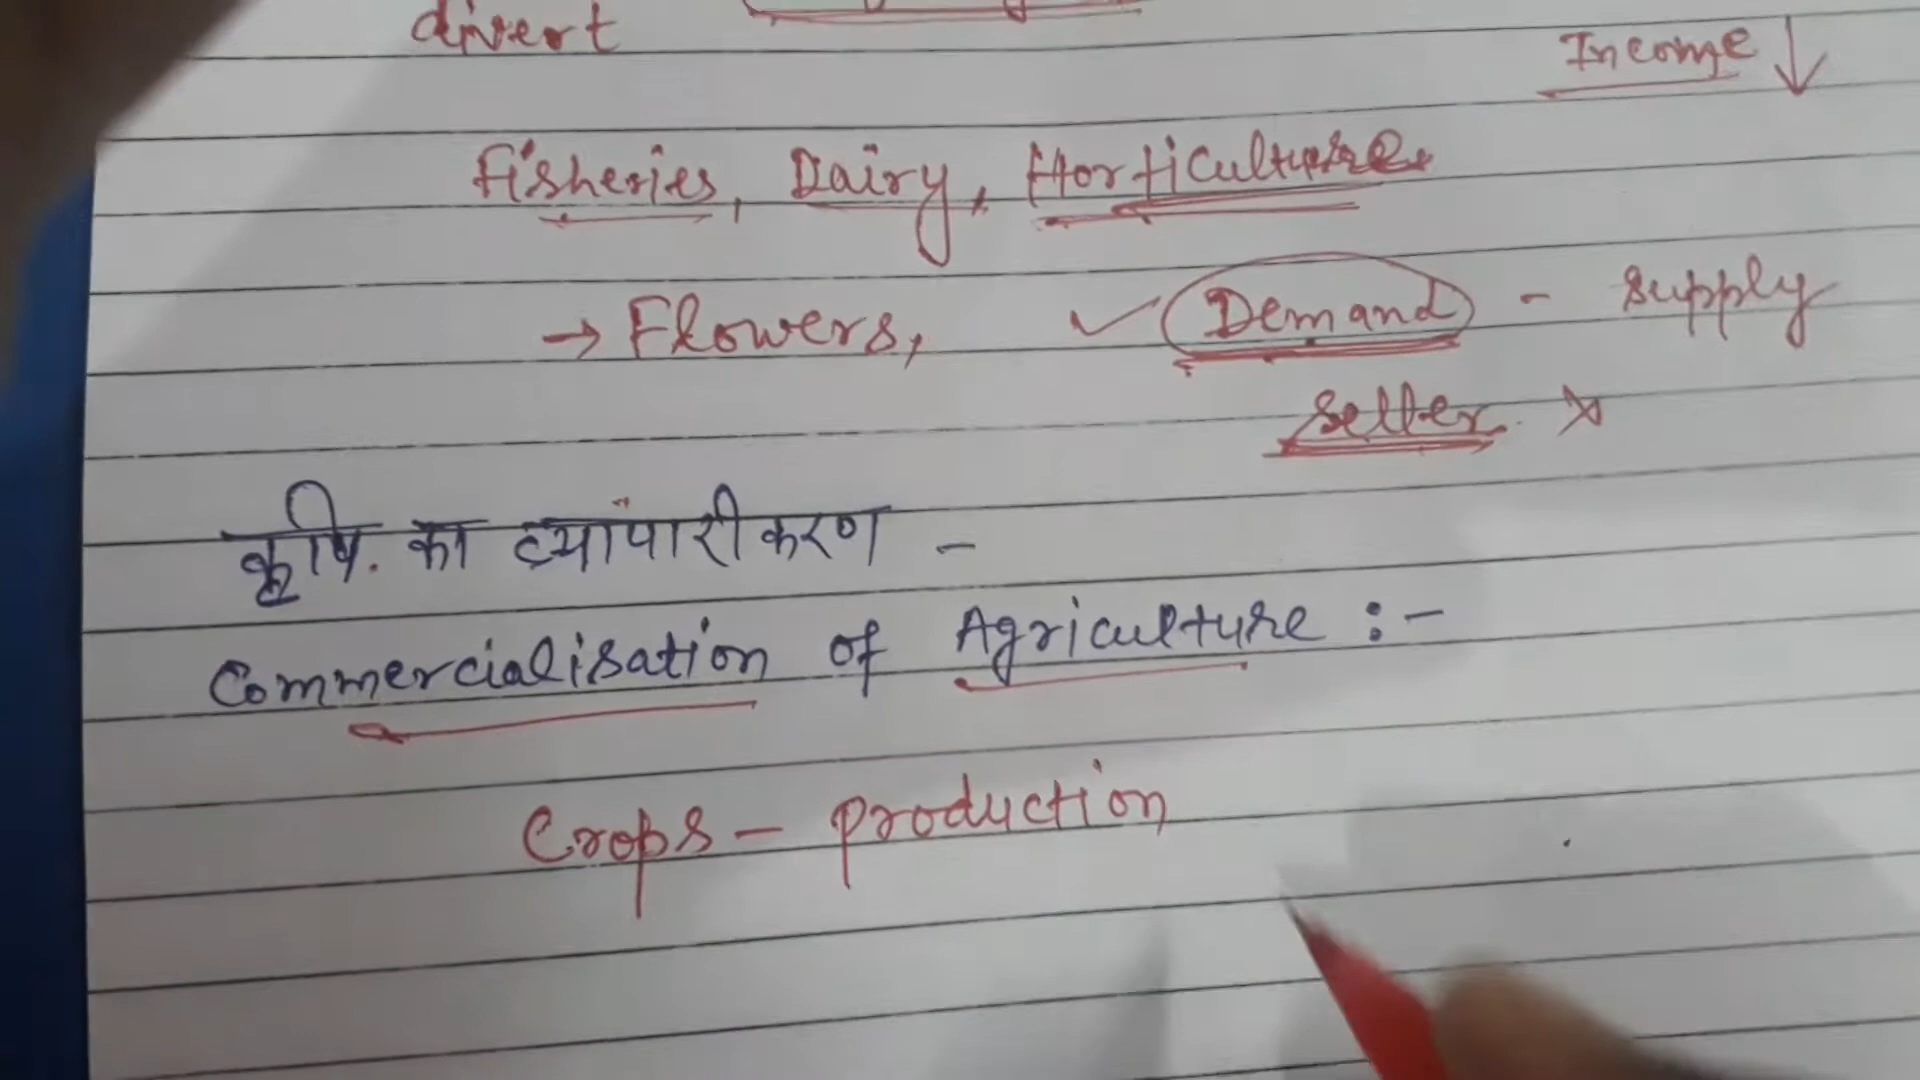 divert
Income ↓
Fisheries, Dairy, Horticulture.
→ Flowers, ✓ Demand - supply
Seller. ×
कृषि. का व्यापारीकरण -
Commercialisation of Agriculture :-
Crops - production